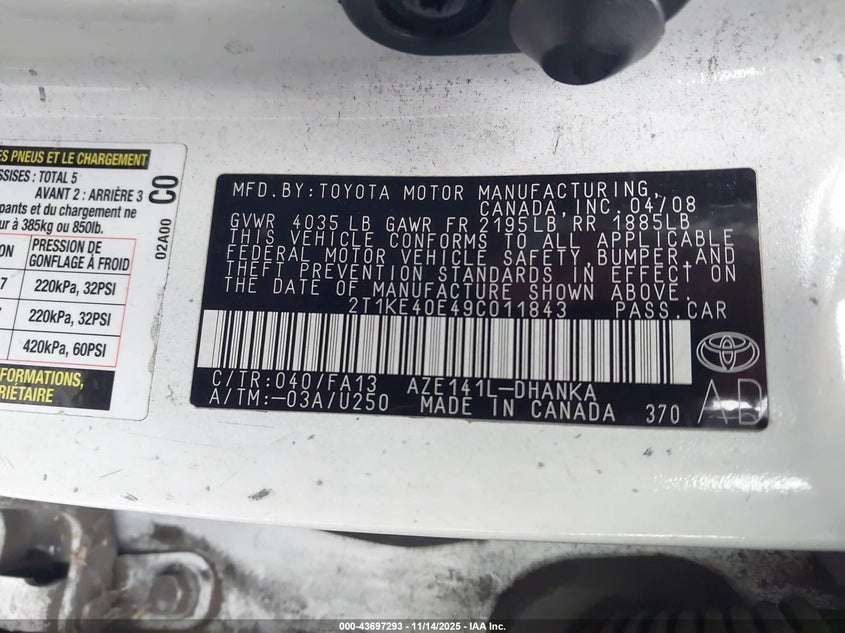 ES PNEUS ET LE CHARGEMENT
SSISES : TOTAL 5
AVANT 2 : ARRIÈRE 3
pants et du chargement ne
ur à 385kg ou 850lb.
ON PRESSION DE
GONFLAGE À FROID
7 220kPa, 32PSI
7 220kPa, 32PSI
420kPa, 60PSI
FORMATIONS,
RIÉTAIRE
C0
02A00
MFD.BY:TOYOTA MOTOR MANUFACTURING,
CANADA,INC. 04/08
GVWR 4035 LB GAWR FR 2195LB RR 1885LB
THIS VEHICLE CONFORMS TO ALL APPLICABLE
FEDERAL MOTOR VEHICLE SAFETY,BUMPER,AND
THEFT PREVENTION STANDARDS IN EFFECT ON
THE DATE OF MANUFACTURE SHOWN ABOVE.
2T1KE40E49C011843 PASS.CAR
C/TR:040/FA13 AZE141L-DHANKA
A/TM:-03A/U250 MADE IN CANADA 370
AB
000-43697293 - 11/14/2025 - IAA Inc.